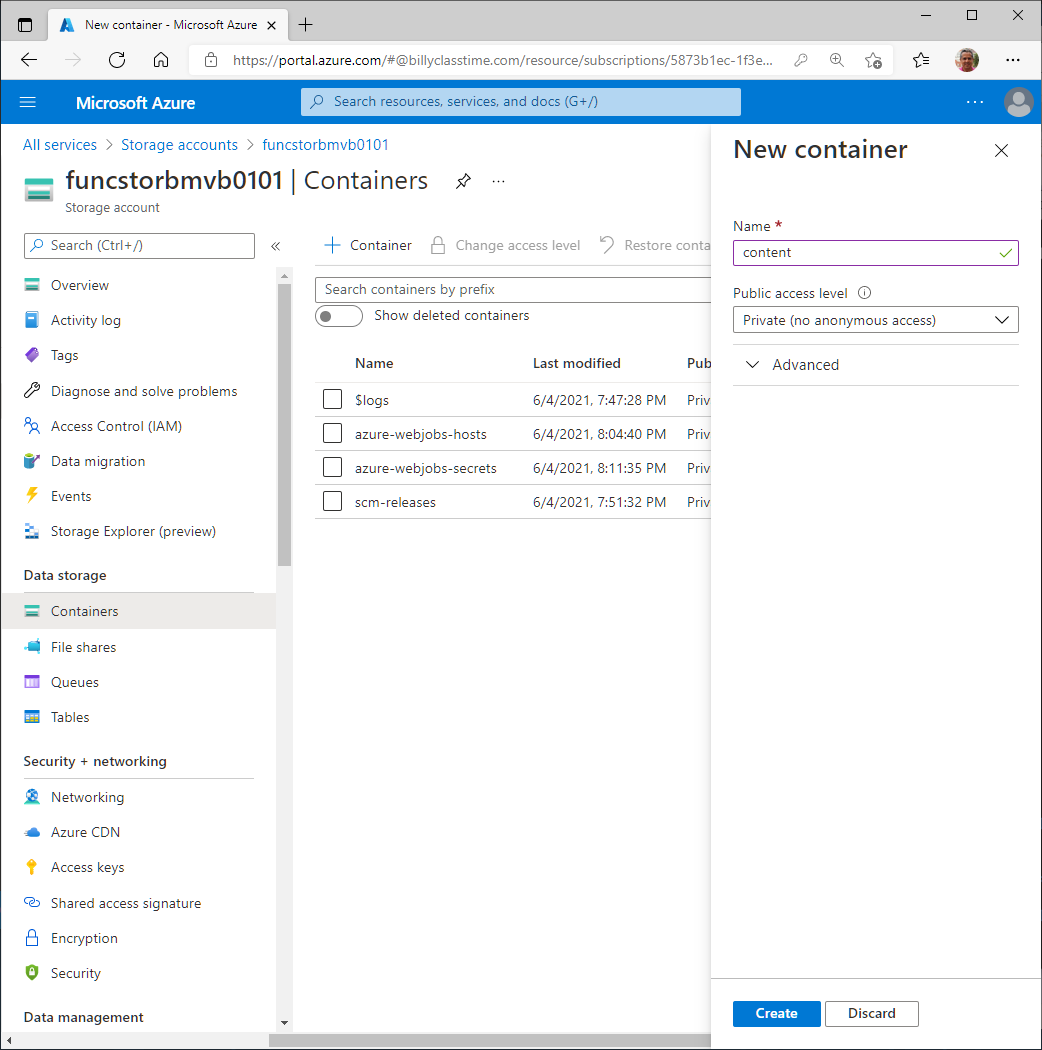 New container - Microsoft Azure
https://portal.azure.com/#@billyclasstime.com/resource/subscriptions/5873b1ec-1f3e...
Microsoft Azure
Search resources, services, and docs (G+/)
All services > Storage accounts > funcstorbmvb0101
funcstorbmvb0101 | Containers
Storage account
Search (Ctrl+/)
Overview
Activity log
Tags
Diagnose and solve problems
Access Control (IAM)
Data migration
Events
Storage Explorer (preview)
Data storage
Containers
File shares
Queues
Tables
Security + networking
Networking
Azure CDN
Access keys
Shared access signature
Encryption
Security
Data management
Container Change access level Restore conta
Search containers by prefix
Show deleted containers
Name Last modified Pub
$logs 6/4/2021, 7:47:28 PM Priv
azure-webjobs-hosts 6/4/2021, 8:04:40 PM Priv
azure-webjobs-secrets 6/4/2021, 8:11:35 PM Priv
scm-releases 6/4/2021, 7:51:32 PM Priv
New container
Name *
content
Public access level
Private (no anonymous access)
Advanced
Create Discard